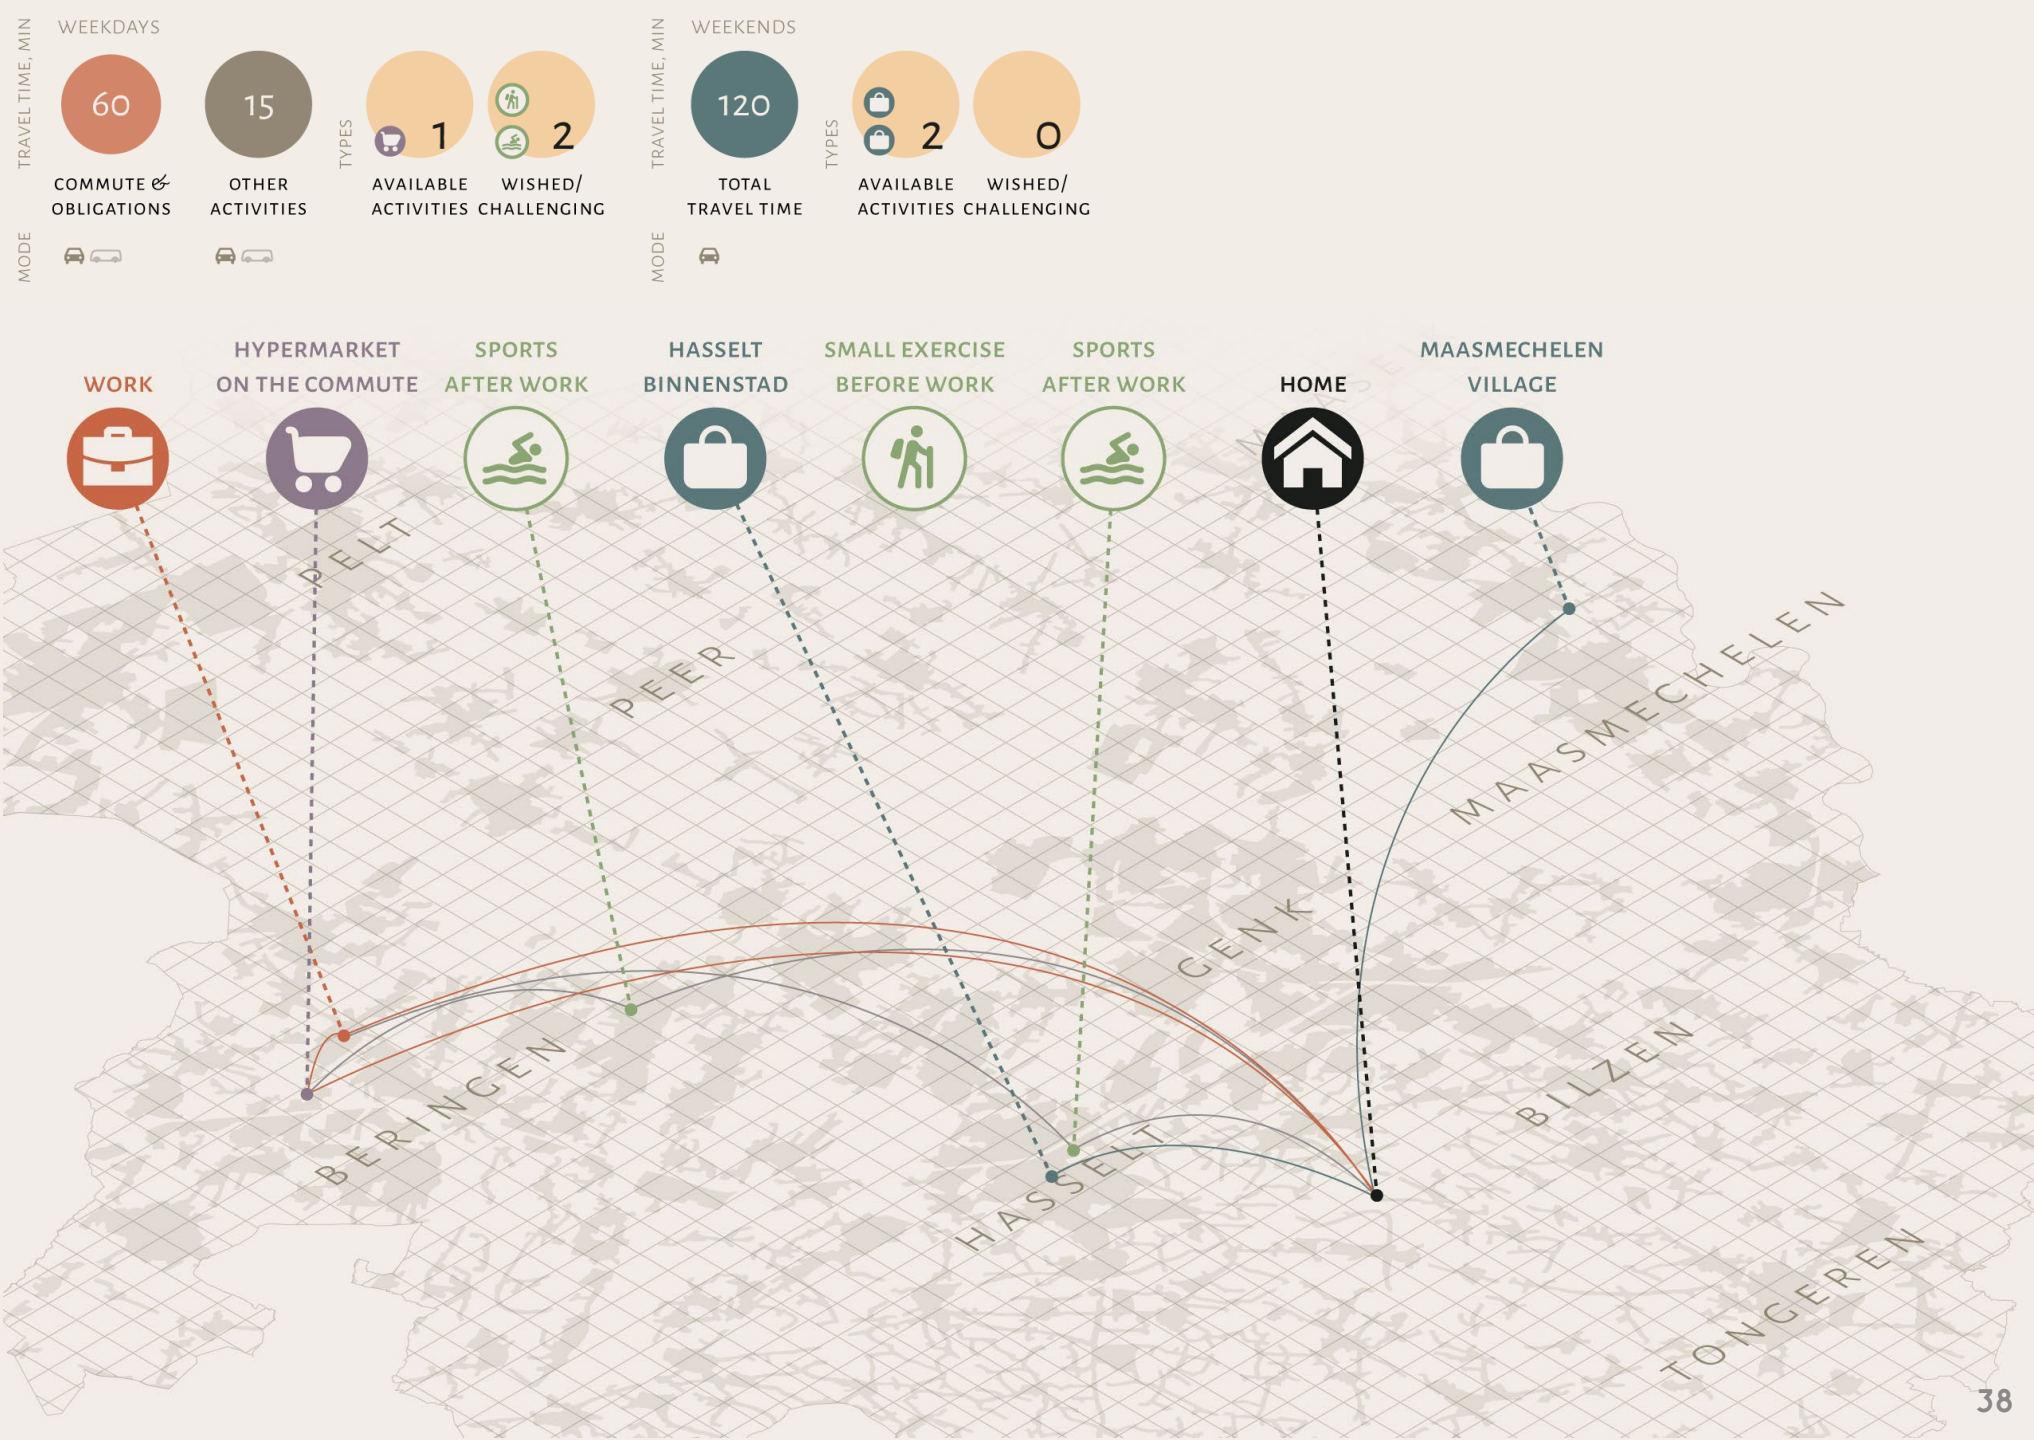 WEEKDAYS
TRAVEL TIME, MIN
60
15
TYPES
1
2
COMMUTE &
OBLIGATIONS
OTHER
ACTIVITIES
AVAILABLE
ACTIVITIES
WISHED/
CHALLENGING
MODE
WEEKENDS
TRAVEL TIME, MIN
120
TYPES
2
0
TOTAL
TRAVEL TIME
AVAILABLE
ACTIVITIES
WISHED/
CHALLENGING
MODE
WORK
HYPERMARKET
ON THE COMMUTE
SPORTS
AFTER WORK
HASSELT
BINNENSTAD
SMALL EXERCISE
BEFORE WORK
SPORTS
AFTER WORK
HOME
MAASMECHELEN
VILLAGE
PELT
PEER
MAASMECHELEN
GENK
BERINGEN
BILZEN
HASSELT
TONGEREN
38